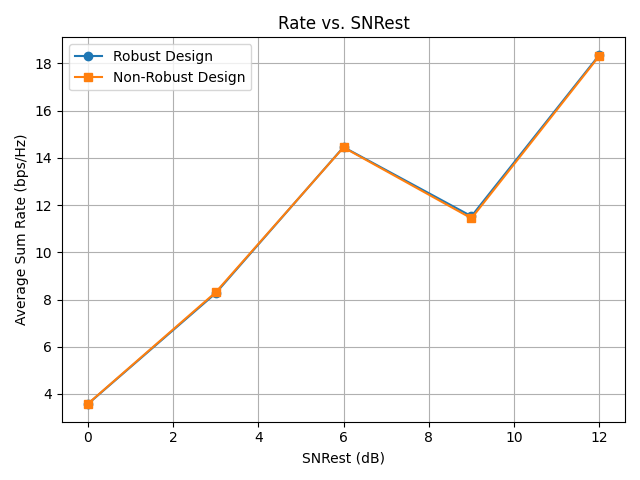 Rate vs. SNRest
Robust Design
Non-Robust Design
Average Sum Rate (bps/Hz)
18
16
14
12
10
8
6
4
0 2 4 6 8 10 12
SNRest (dB)